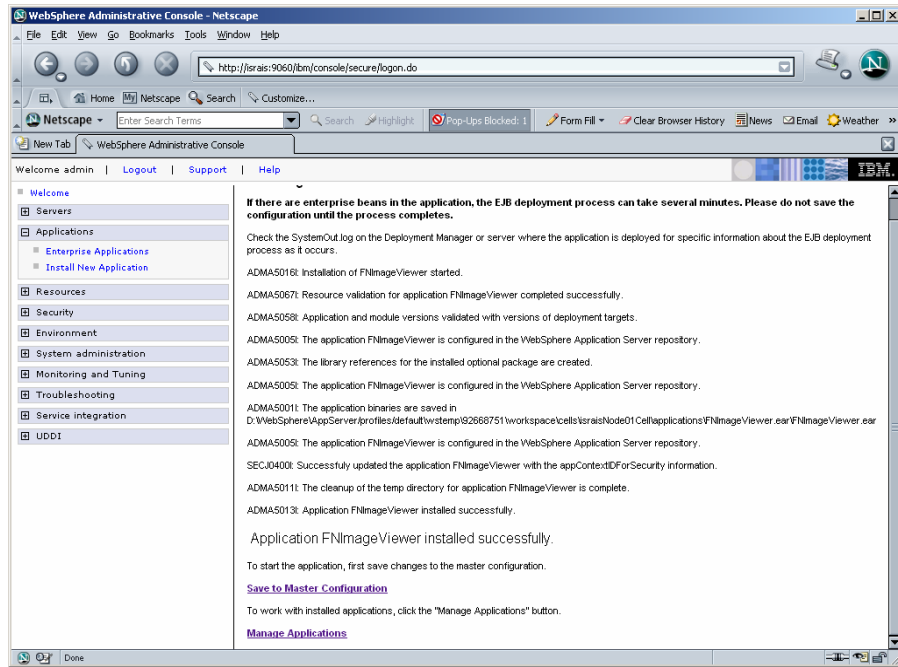 WebSphere Administrative Console - Netscape
File Edit View Go Bookmarks Tools Window Help
http://israis:9060/ibm/console/secure/logon.do
Home My Netscape Search Customize...
Netscape Enter Search Terms Search Highlight Pop-Ups Blocked: 1 Form Fill Clear Browser History News Email Weather »
New Tab WebSphere Administrative Console
Welcome admin | Logout | Support | Help IBM.
Welcome
Servers
Applications
Enterprise Applications
Install New Application
Resources
Security
Environment
System administration
Monitoring and Tuning
Troubleshooting
Service integration
UDDI
If there are enterprise beans in the application, the EJB deployment process can take several minutes. Please do not save the
configuration until the process completes.
Check the SystemOut.log on the Deployment Manager or server where the application is deployed for specific information about the EJB deployment
process as it occurs.
ADMA5016I: Installation of FNImageViewer started.
ADMA5067I: Resource validation for application FNImageViewer completed successfully.
ADMA5058I: Application and module versions validated with versions of deployment targets.
ADMA5005I: The application FNImageViewer is configured in the WebSphere Application Server repository.
ADMA5053I: The library references for the installed optional package are created.
ADMA5005I: The application FNImageViewer is configured in the WebSphere Application Server repository.
ADMA5001I: The application binaries are saved in
D:\WebSphere\AppServer/profiles/default\wstemp\92668751\workspace\cells\israisNode01Cell\applications\FNImageViewer.ear\FNImageViewer.ear
ADMA5005I: The application FNImageViewer is configured in the WebSphere Application Server repository.
SECJ0400I: Successfuly updated the application FNImageViewer with the appContextIDForSecurity information.
ADMA5011I: The cleanup of the temp directory for application FNImageViewer is complete.
ADMA5013I: Application FNImageViewer installed successfully.
Application FNImageViewer installed successfully.
To start the application, first save changes to the master configuration.
Save to Master Configuration
To work with installed applications, click the "Manage Applications" button.
Manage Applications
Done